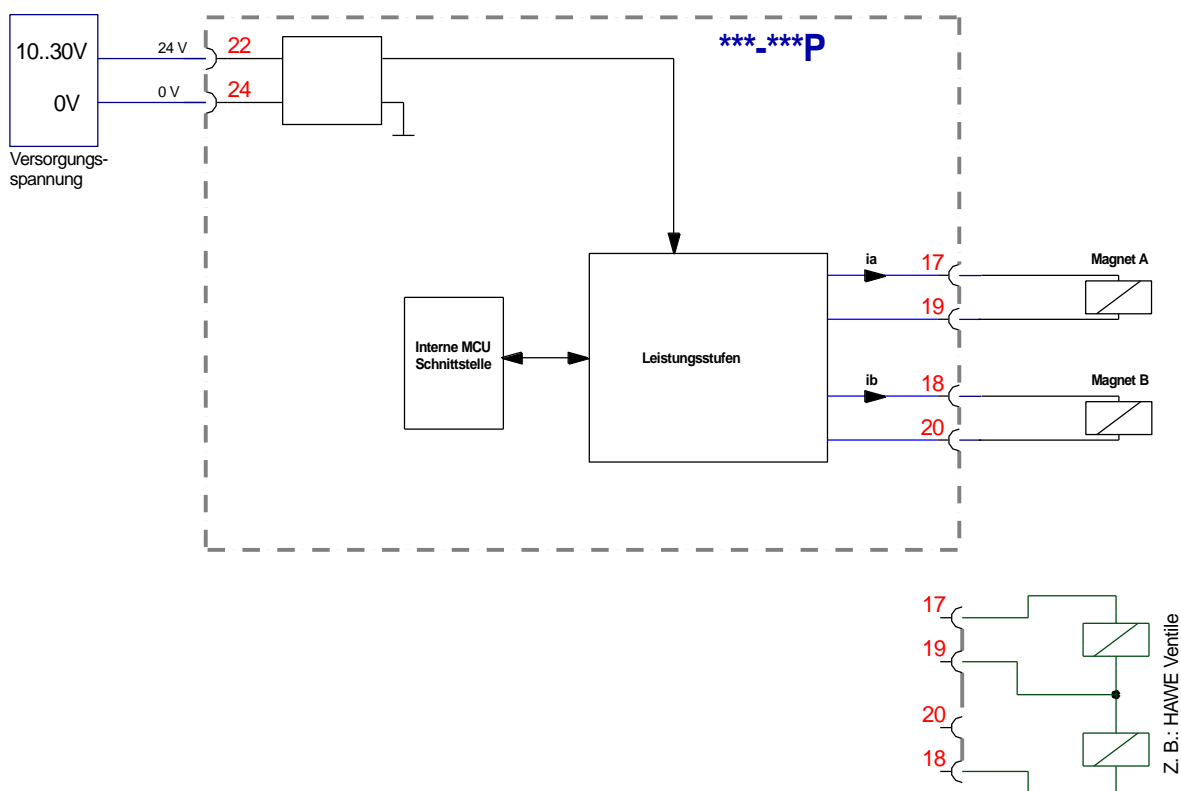 ***-***P
10..30V
24 V
22
0V
0 V
24
Versorgungs-
spannung
ia
17
Magnet A
19
Interne MCU
Schnittstelle
Leistungsstufen
ib
18
Magnet B
20
17
19
20
18
Z. B.: HAWE Ventile